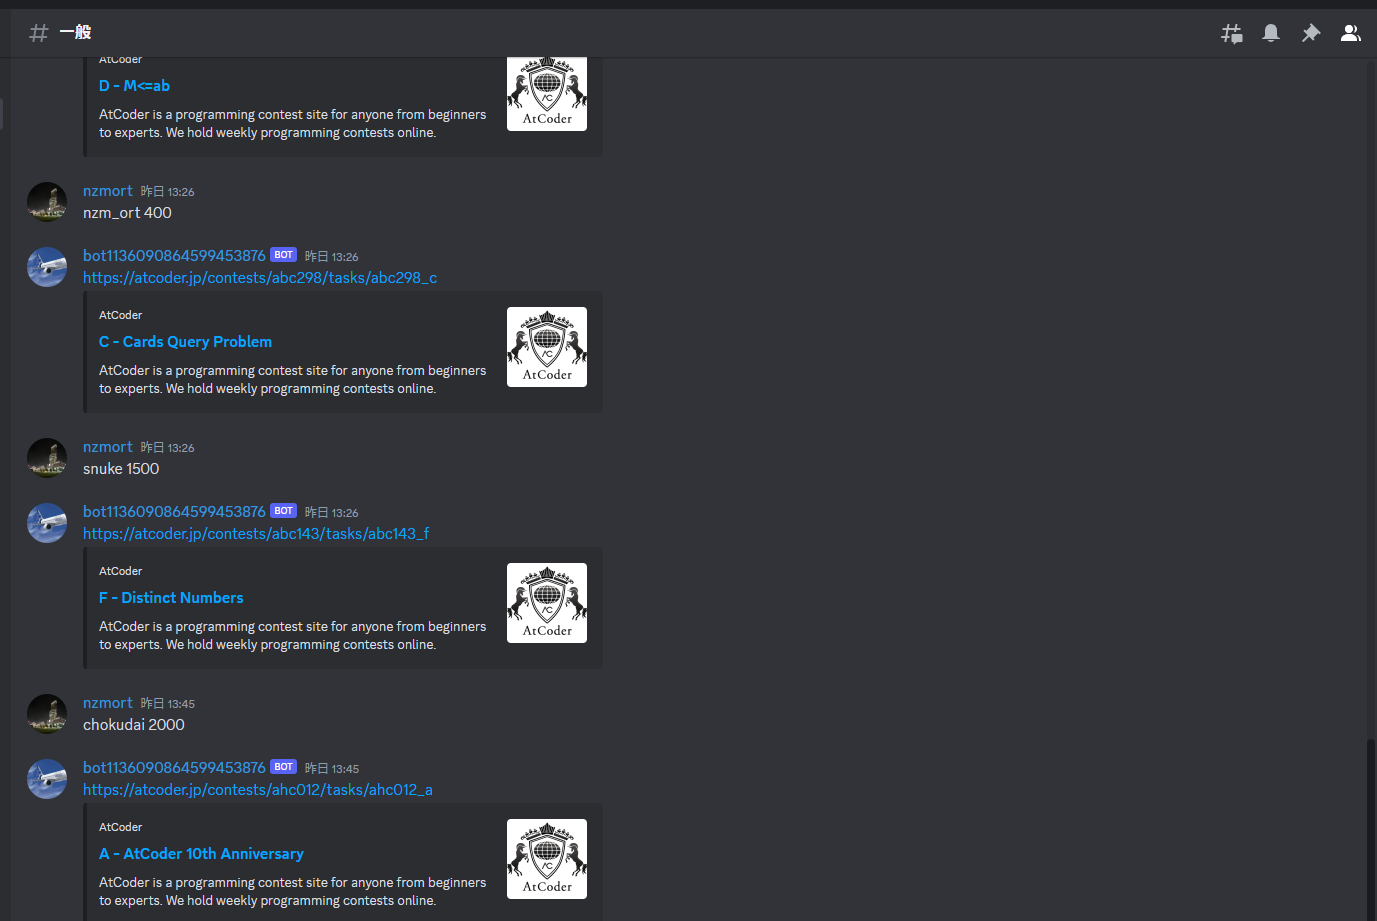 一般
AtCoder
D - M<=ab
AtCoder is a programming contest site for anyone from beginners
to experts. We hold weekly programming contests online.
AtCoder
nzmort 昨日 13:26
nzm_ort 400
bot1136090864599453876 BOT 昨日 13:26
https://atcoder.jp/contests/abc298/tasks/abc298_c
AtCoder
C - Cards Query Problem
AtCoder is a programming contest site for anyone from beginners
to experts. We hold weekly programming contests online.
AtCoder
nzmort 昨日 13:26
snuke 1500
bot1136090864599453876 BOT 昨日 13:26
https://atcoder.jp/contests/abc143/tasks/abc143_f
AtCoder
F - Distinct Numbers
AtCoder is a programming contest site for anyone from beginners
to experts. We hold weekly programming contests online.
AtCoder
nzmort 昨日 13:45
chokudai 2000
bot1136090864599453876 BOT 昨日 13:45
https://atcoder.jp/contests/ahc012/tasks/ahc012_a
AtCoder
A - AtCoder 10th Anniversary
AtCoder is a programming contest site for anyone from beginners
to experts. We hold weekly programming contests online.
AtCoder